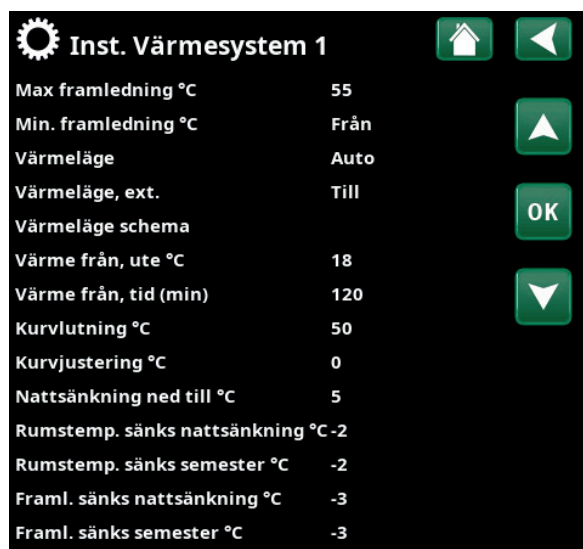 Inst. Värmesystem 1
Max framledning °C 55
Min. framledning °C Från
Värmeläge Auto
Värmeläge, ext. Till
Värmeläge schema
Värme från, ute °C 18
Värme från, tid (min) 120
Kurvlutning °C 50
Kurvjustering °C 0
Nattsänkning ned till °C 5
Rumstemp. sänks nattsänkning °C -2
Rumstemp. sänks semester °C -2
Framl. sänks nattsänkning °C -3
Framl. sänks semester °C -3
OK